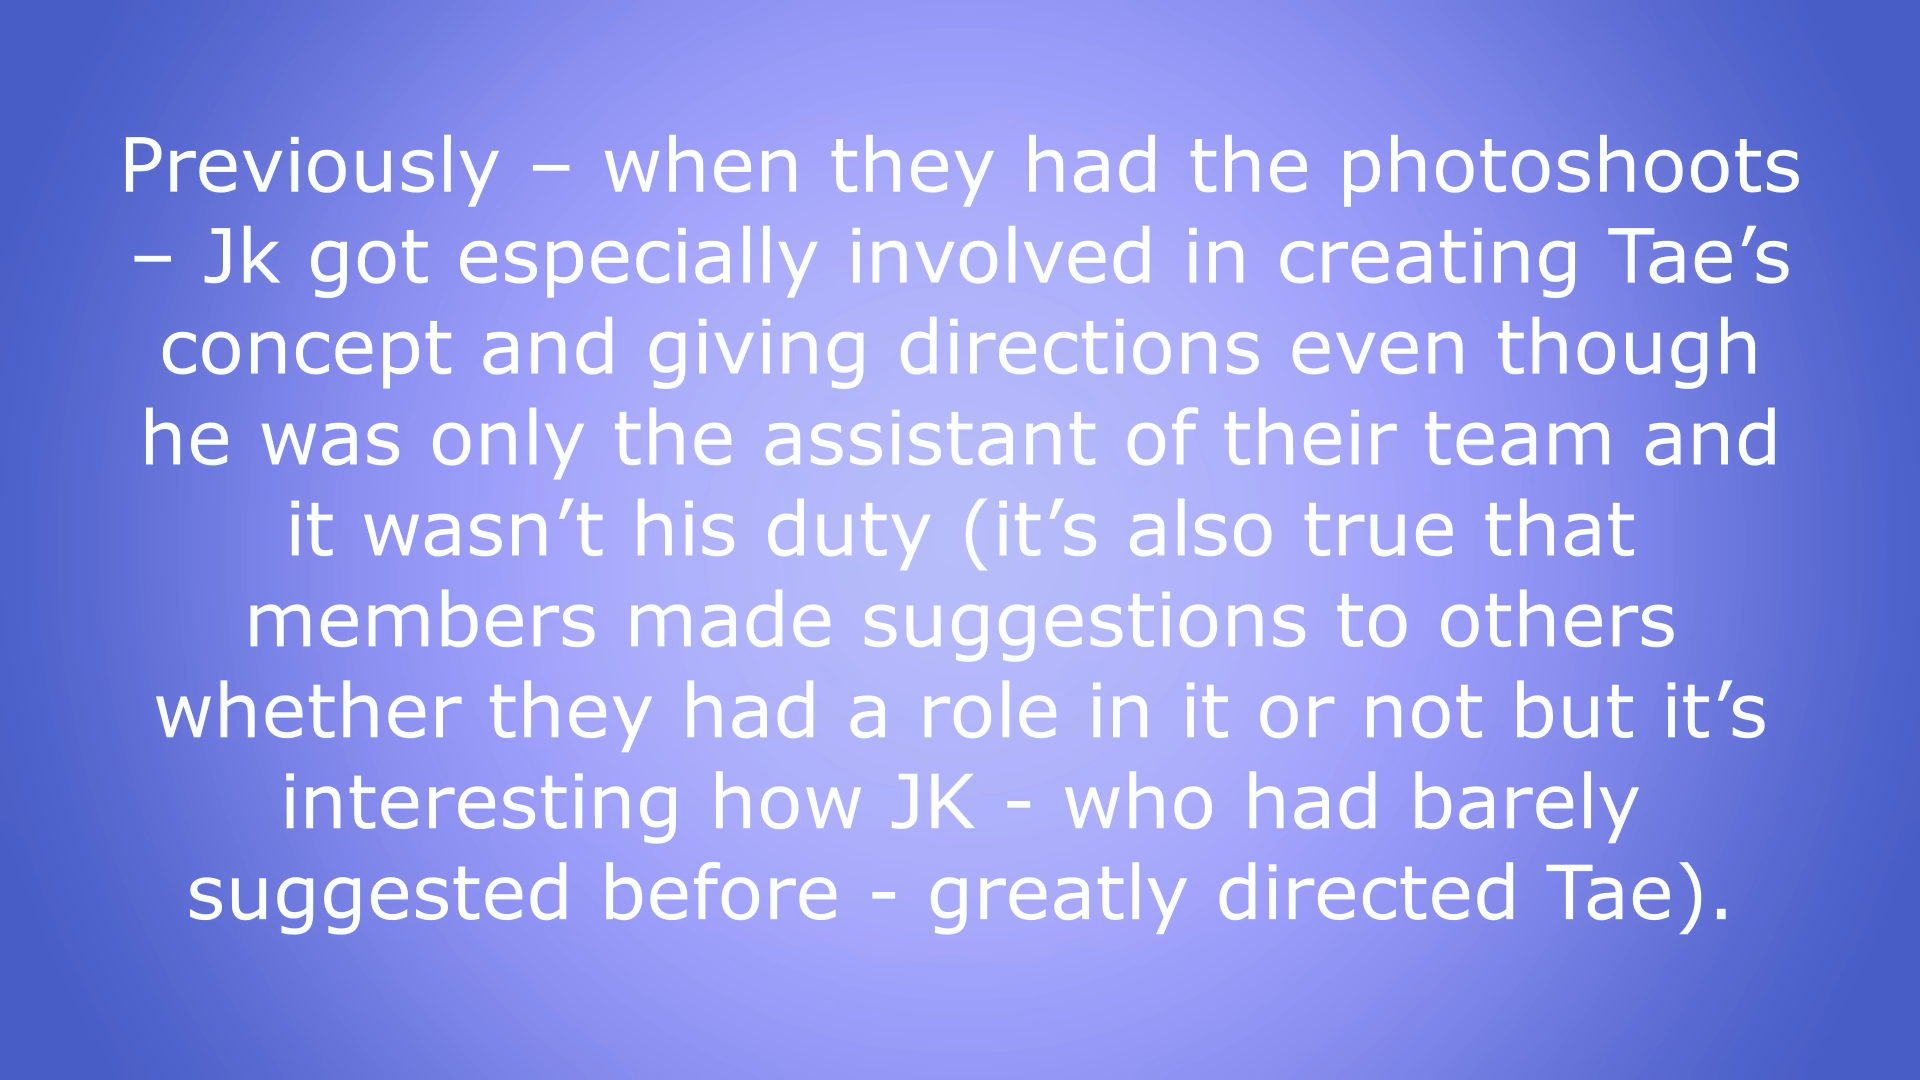 Previously – when they had the photoshoots
– Jk got especially involved in creating Tae’s
concept and giving directions even though
he was only the assistant of their team and
it wasn’t his duty (it’s also true that
members made suggestions to others
whether they had a role in it or not but it’s
interesting how JK - who had barely
suggested before - greatly directed Tae).